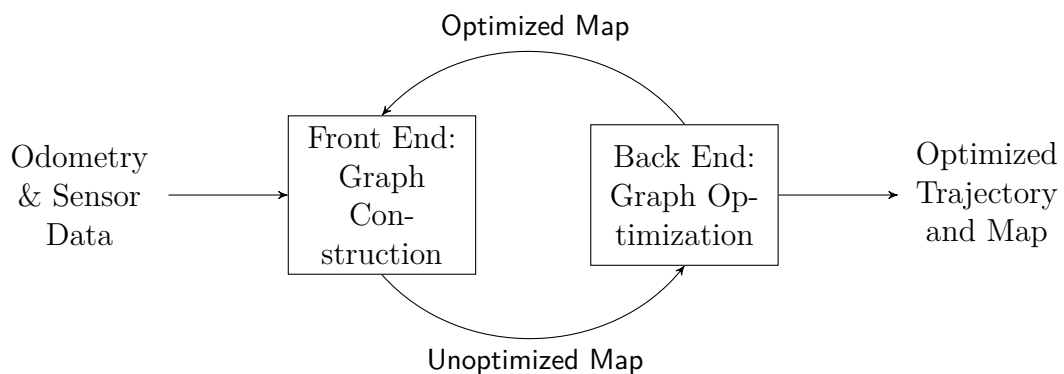 Optimized Map
Odometry
& Sensor
Data
Front End:
Graph
Con-
struction
Back End:
Graph Op-
timization
Optimized
Trajectory
and Map
Unoptimized Map